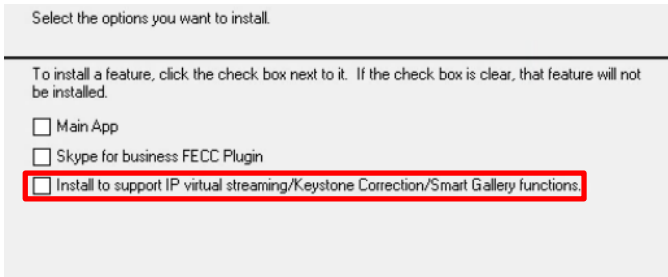 Select the options you want to install.
To install a feature, click the check box next to it. If the check box is clear, that feature will not
be installed.
Main App
Skype for business FECC Plugin
Install to support IP virtual streaming/Keystone Correction/Smart Gallery functions.